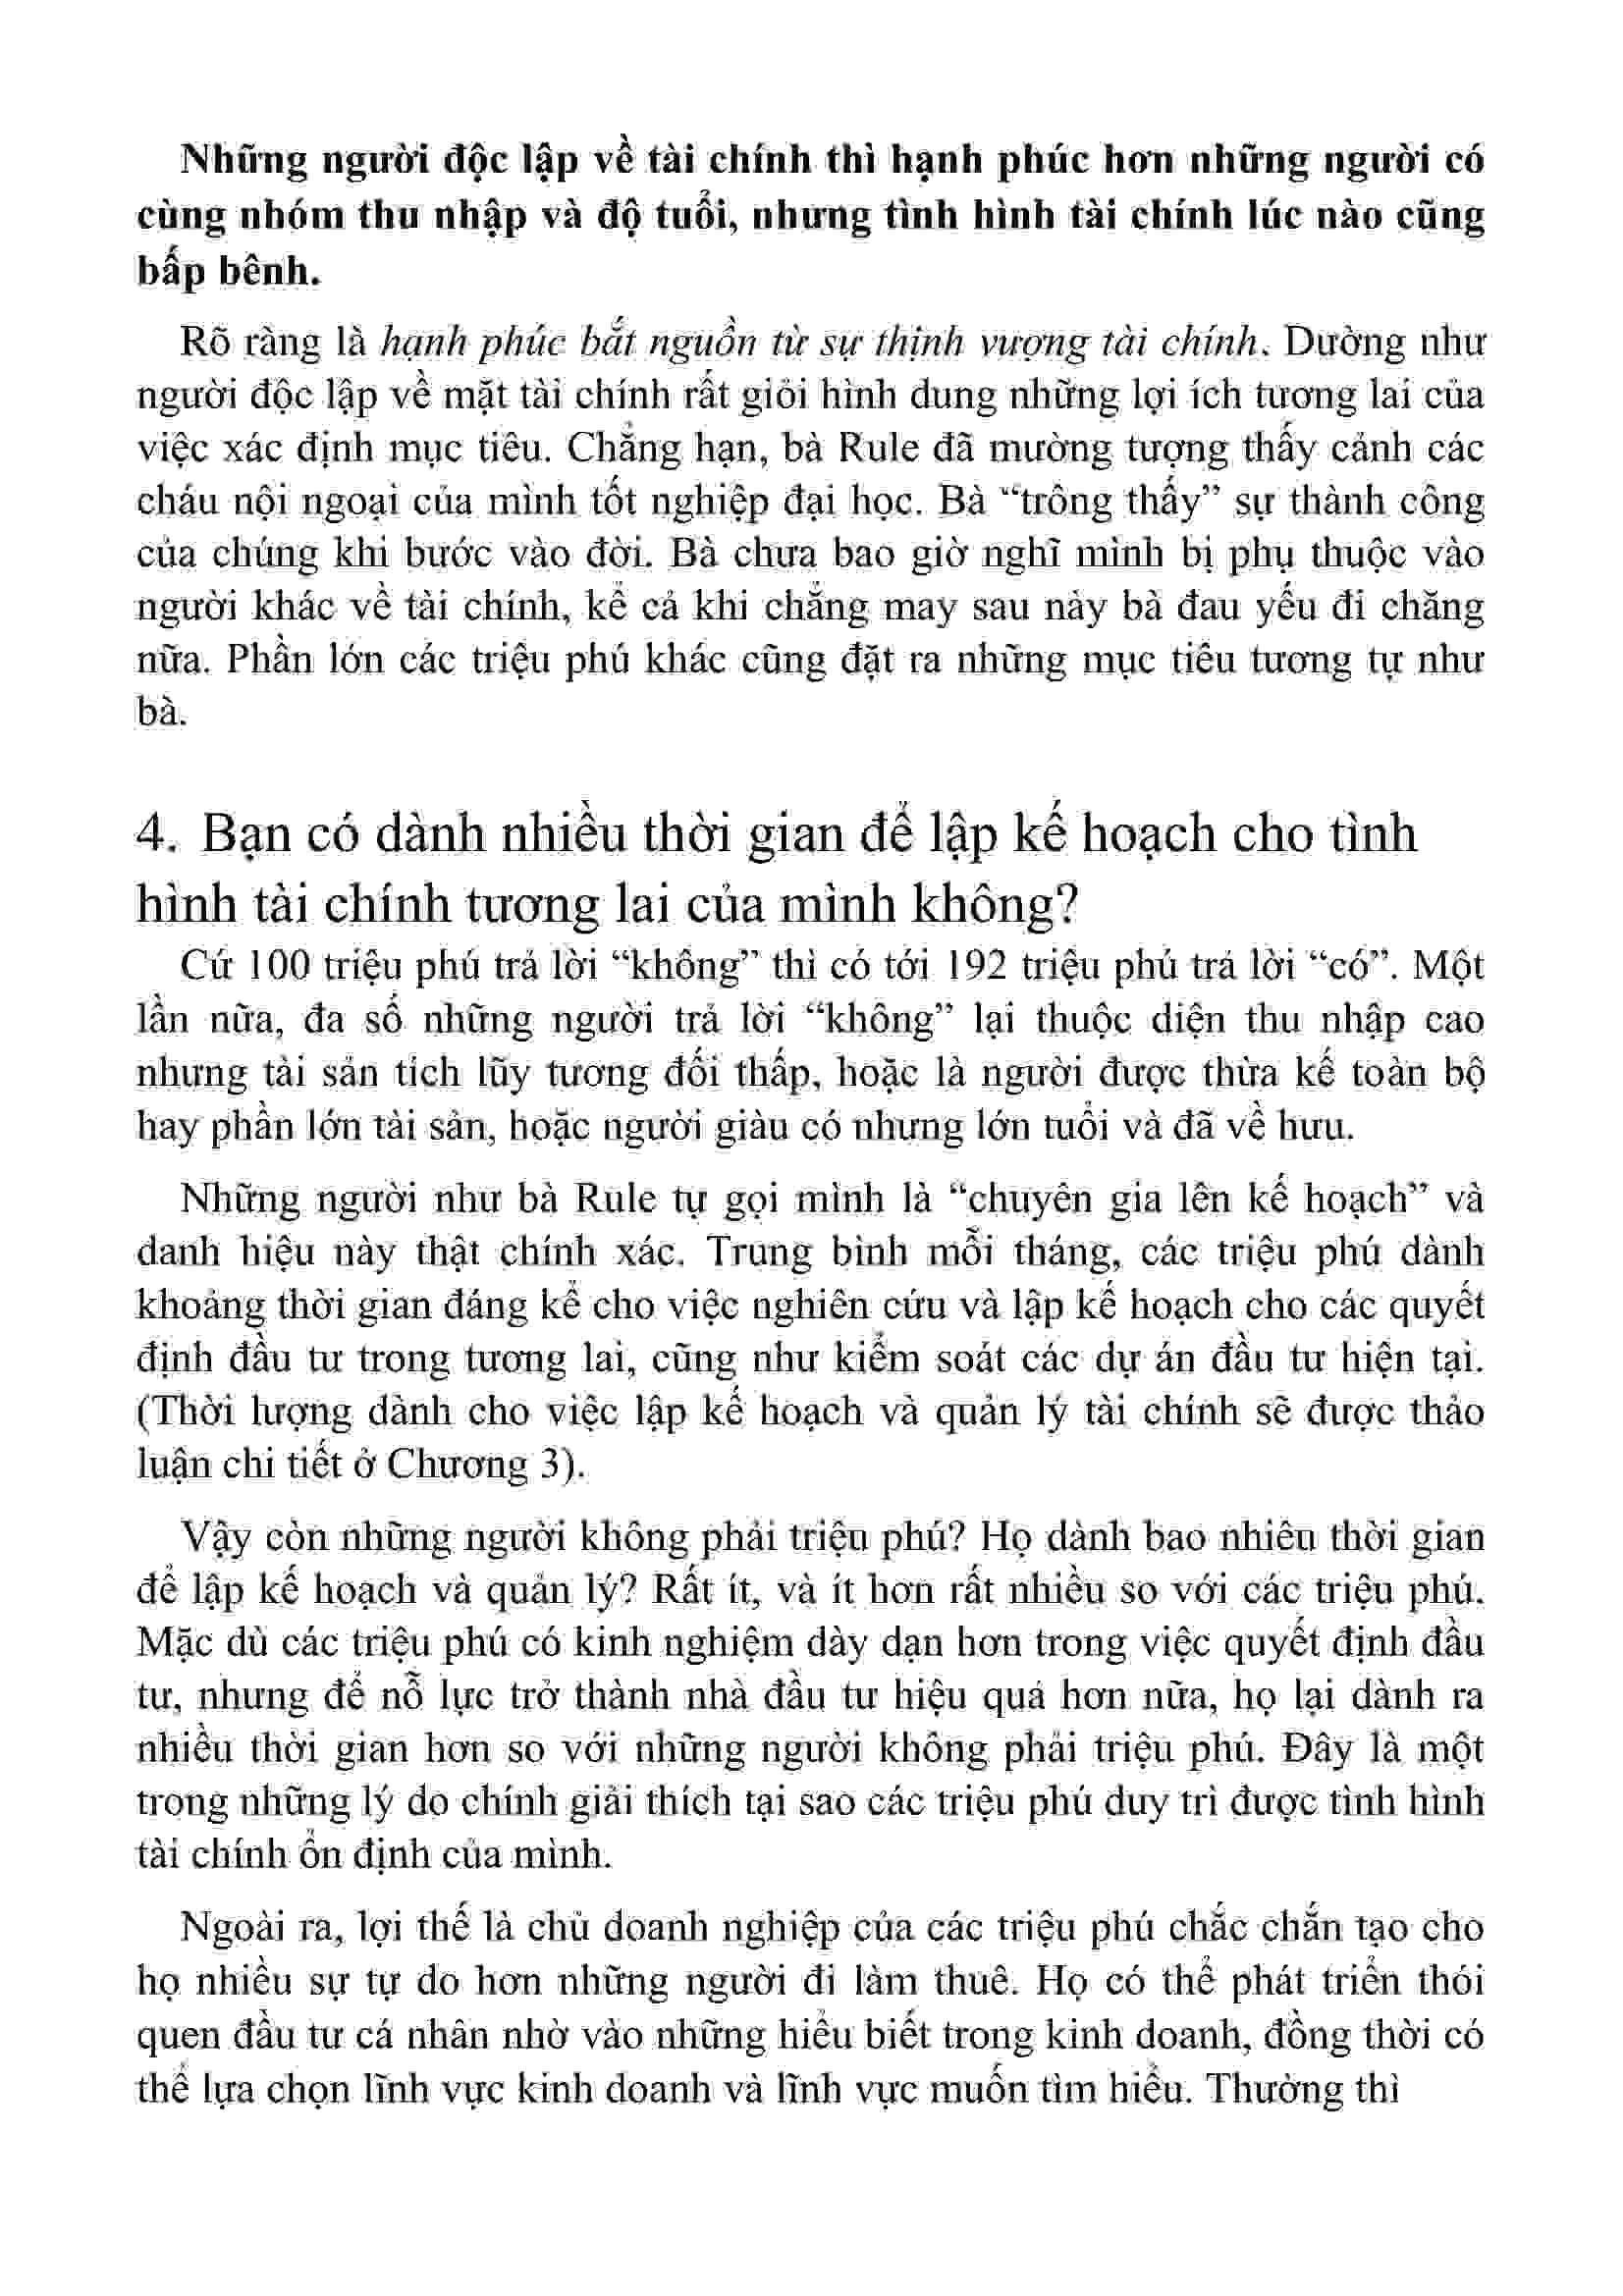 Những người độc lập về tài chính thì hạnh phúc hơn những người có
cùng nhóm thu nhập và độ tuổi, nhưng tình hình tài chính lúc nào cũng
bấp bênh.
Rõ ràng là hạnh phúc bắt nguồn từ sự thịnh vượng tài chính. Dường như
người độc lập về mặt tài chính rất giỏi hình dung những lợi ích tương lai của
việc xác định mục tiêu. Chẳng hạn, bà Rule đã mường tượng thấy cảnh các
cháu nội ngoại của mình tốt nghiệp đại học. Bà “trông thấy” sự thành công
của chúng khi bước vào đời. Bà chưa bao giờ nghĩ mình bị phụ thuộc vào
người khác về tài chính, kể cả khi chẳng may sau này bà đau yếu đi chăng
nữa. Phần lớn các triệu phú khác cũng đặt ra những mục tiêu tương tự như
bà.
4. Bạn có dành nhiều thời gian để lập kế hoạch cho tình
hình tài chính tương lai của mình không?
Cứ 100 triệu phú trả lời “không” thì có tới 192 triệu phú trả lời “có”. Một
lần nữa, đa số những người trả lời “không” lại thuộc diện thu nhập cao
nhưng tài sản tích lũy tương đối thấp, hoặc là người được thừa kế toàn bộ
hay phần lớn tài sản, hoặc người giàu có nhưng lớn tuổi và đã về hưu.
Những người như bà Rule tự gọi mình là “chuyên gia lên kế hoạch” và
danh hiệu này thật chính xác. Trung bình mỗi tháng, các triệu phú dành
khoảng thời gian đáng kể cho việc nghiên cứu và lập kế hoạch cho các quyết
định đầu tư trong tương lai, cũng như kiểm soát các dự án đầu tư hiện tại.
(Thời lượng dành cho việc lập kế hoạch và quản lý tài chính sẽ được thảo
luận chi tiết ở Chương 3).
Vậy còn những người không phải triệu phú? Họ dành bao nhiêu thời gian
để lập kế hoạch và quản lý? Rất ít, và ít hơn rất nhiều so với các triệu phú.
Mặc dù các triệu phú có kinh nghiệm dày dạn hơn trong việc quyết định đầu
tư, nhưng để nỗ lực trở thành nhà đầu tư hiệu quả hơn nữa, họ lại dành ra
nhiều thời gian hơn so với những người không phải triệu phú. Đây là một
trong những lý do chính giải thích tại sao các triệu phú duy trì được tình hình
tài chính ổn định của mình.
Ngoài ra, lợi thế là chủ doanh nghiệp của các triệu phú chắc chắn tạo cho
họ nhiều sự tự do hơn những người đi làm thuê. Họ có thể phát triển thói
quen đầu tư cá nhân nhờ vào những hiểu biết trong kinh doanh, đồng thời có
thể lựa chọn lĩnh vực kinh doanh và lĩnh vực muốn tìm hiểu. Thường thì